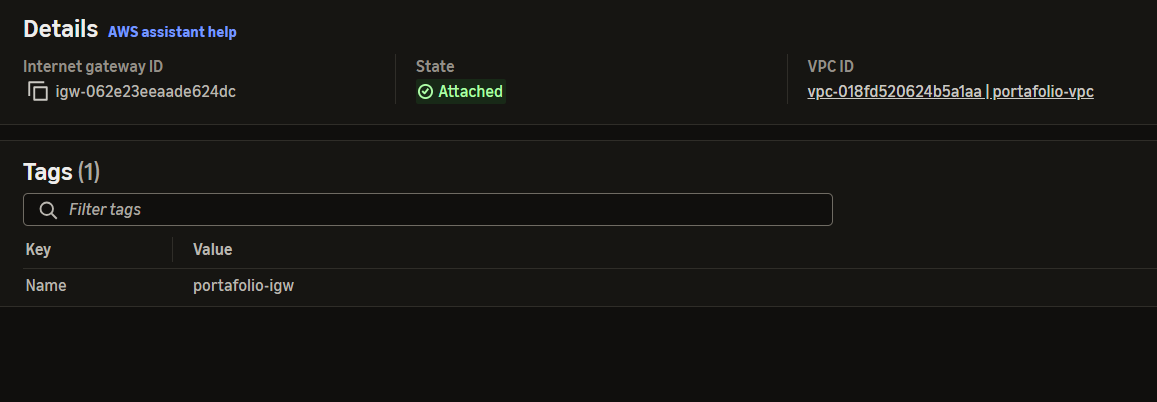 Details AWS assistant help
Internet gateway ID
igw-062e23eeaade624dc
State
Attached
VPC ID
vpc-018fd520624b5a1aa | portafolio-vpc
Tags (1)
Filter tags
Key Value
Name portafolio-igw